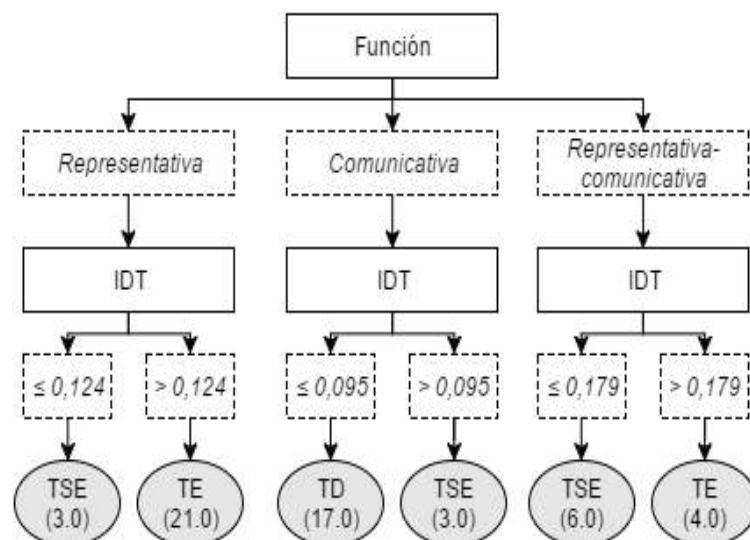 Función
Representativa
Comunicativa
Representativa-
comunicativa
IDT
IDT
IDT
≤ 0,124
> 0,124
≤ 0,095
> 0,095
≤ 0,179
> 0,179
TSE
(3.0)
TE
(21.0)
TD
(17.0)
TSE
(3.0)
TSE
(6.0)
TE
(4.0)